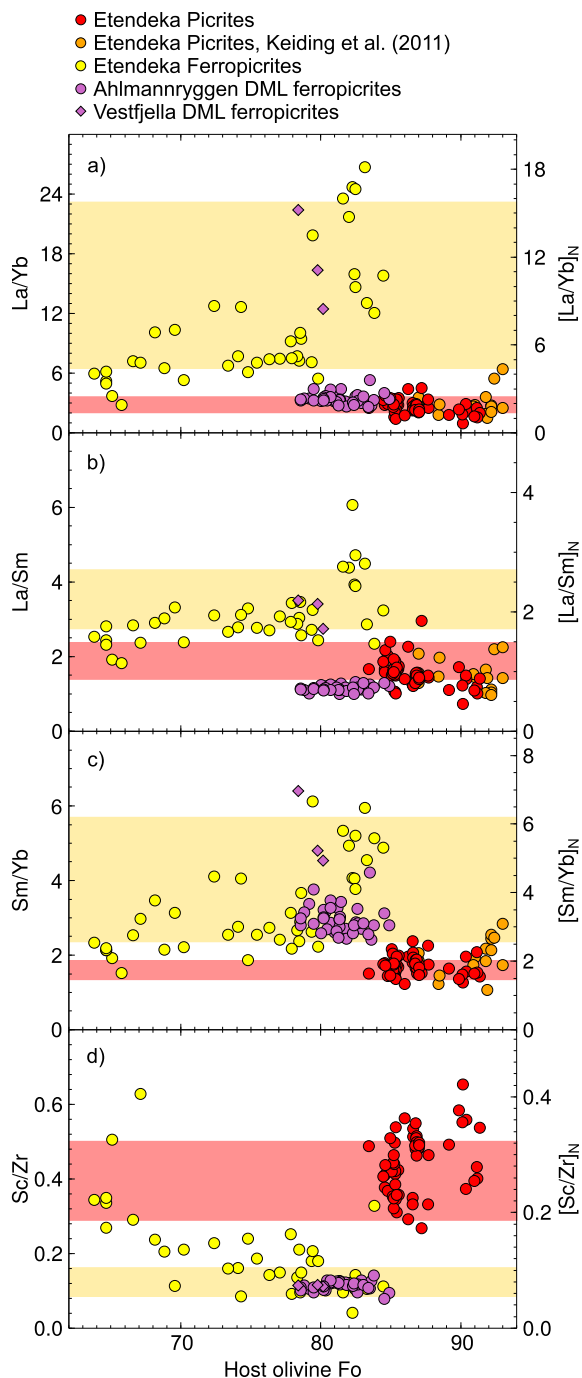 Etendeka Picrites
Etendeka Picrites, Keiding et al. (2011)
Etendeka Ferropicrites
Ahlmannryggen DML ferropicrites
Vestfjella DML ferropicrites
a)
24
18
12
6
0
La/Yb
18
12
6
0
[La/Yb]N
b)
6
4
2
0
La/Sm
4
2
0
[La/Sm]N
c)
6
4
2
0
Sm/Yb
8
6
4
2
0
[Sm/Yb]N
d)
0.6
0.4
0.2
0.0
Sc/Zr
0.4
0.2
0.0
[Sc/Zr]N
70 80 90
Host olivine Fo